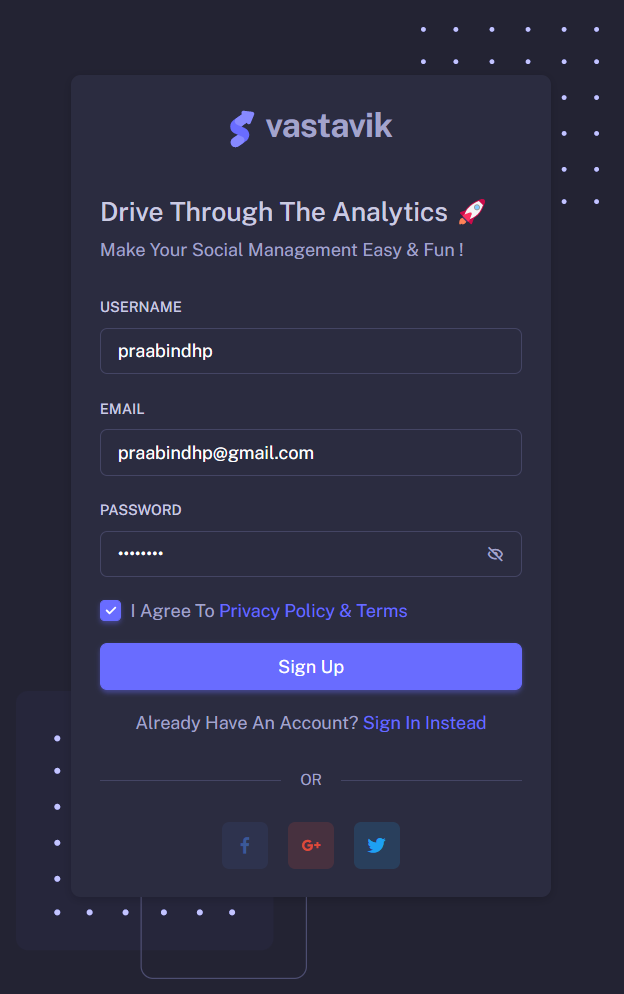 vastavik
Drive Through The Analytics 🚀
Make Your Social Management Easy & Fun !
USERNAME
praabindhp
EMAIL
praabindhp@gmail.com
PASSWORD
••••••••
I Agree To Privacy Policy & Terms
Sign Up
Already Have An Account? Sign In Instead
OR